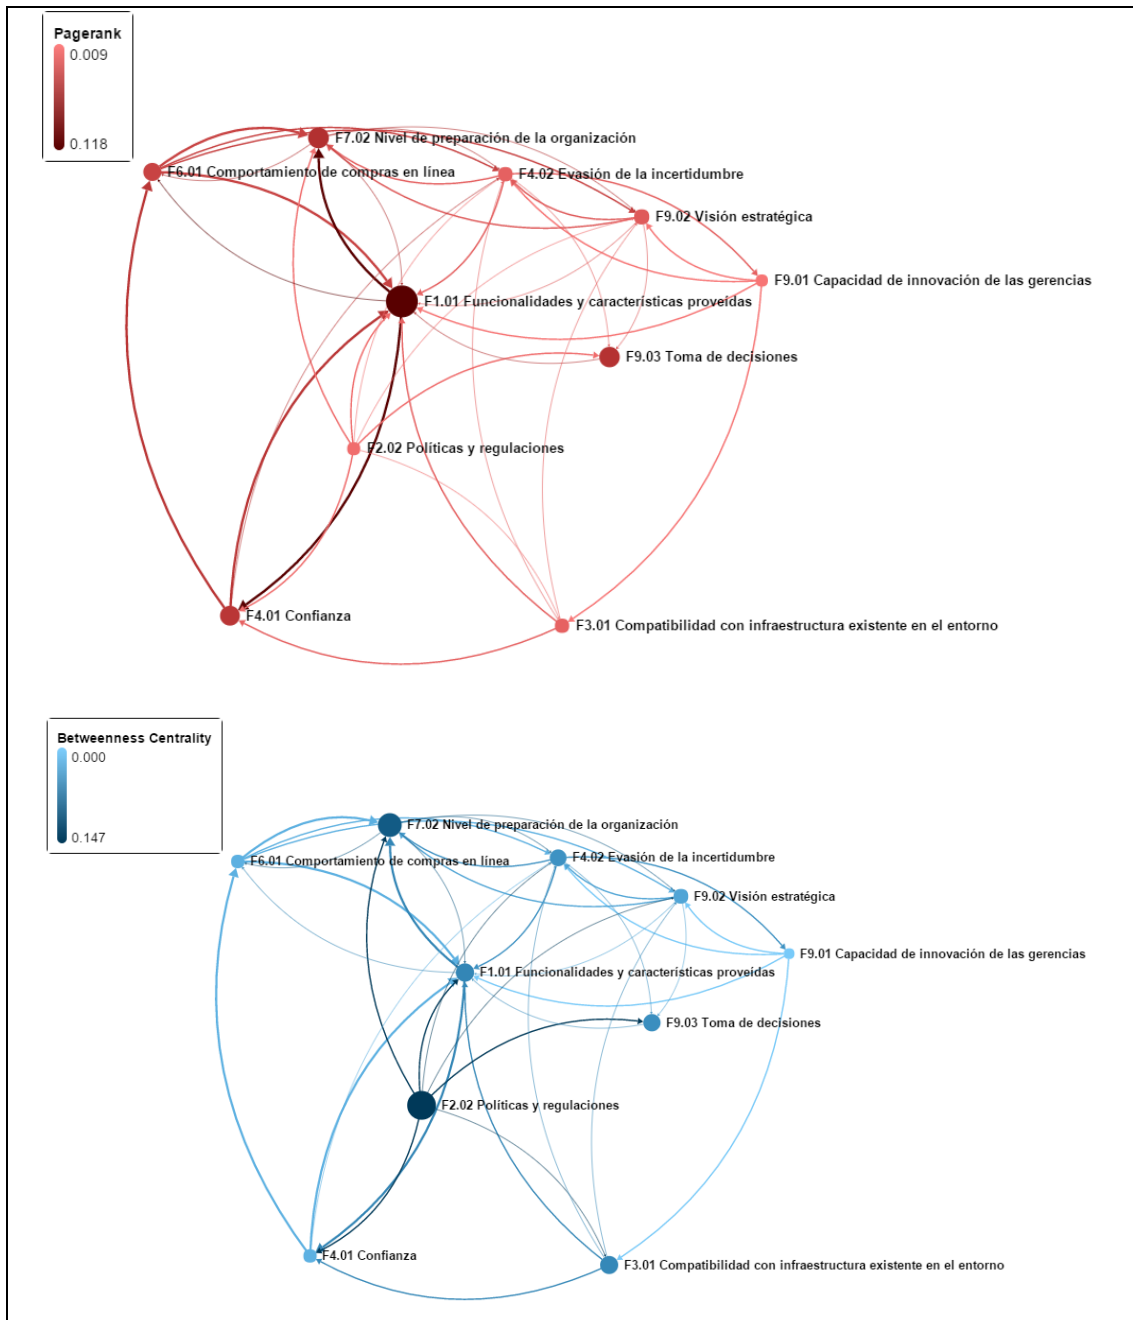 Pagerank
0.009
0.118
F7.02 Nivel de preparación de la organización
F6.01 Comportamiento de compras en línea
F4.02 Evasión de la incertidumbre
F9.02 Visión estratégica
F9.01 Capacidad de innovación de las gerencias
F1.01 Funcionalidades y características proveídas
F9.03 Toma de decisiones
F2.02 Políticas y regulaciones
F4.01 Confianza
F3.01 Compatibilidad con infraestructura existente en el entorno
Betweenness Centrality
0.000
0.147
F7.02 Nivel de preparación de la organización
F6.01 Comportamiento de compras en línea
F4.02 Evasión de la incertidumbre
F9.02 Visión estratégica
F9.01 Capacidad de innovación de las gerencias
F1.01 Funcionalidades y características proveídas
F9.03 Toma de decisiones
F2.02 Políticas y regulaciones
F4.01 Confianza
F3.01 Compatibilidad con infraestructura existente en el entorno